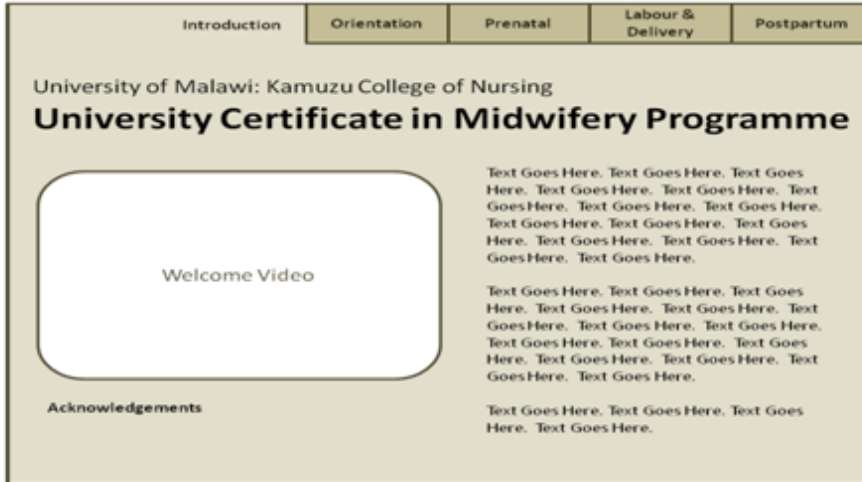 Introduction
Orientation
Prenatal
Labour &
Delivery
Postpartum
University of Malawi: Kamuzu College of Nursing
University Certificate in Midwifery Programme
Welcome Video
Acknowledgements
Text Goes Here. Text Goes Here. Text Goes
Here. Text Goes Here. Text Goes Here. Text
Goes Here. Text Goes Here. Text Goes Here.
Text Goes Here. Text Goes Here. Text Goes
Here. Text Goes Here. Text Goes Here. Text
Goes Here. Text Goes Here.
Text Goes Here. Text Goes Here. Text Goes
Here. Text Goes Here. Text Goes Here. Text
Goes Here. Text Goes Here. Text Goes Here.
Text Goes Here. Text Goes Here. Text Goes
Here. Text Goes Here. Text Goes Here. Text
Goes Here. Text Goes Here.
Text Goes Here. Text Goes Here. Text Goes
Here. Text Goes Here.